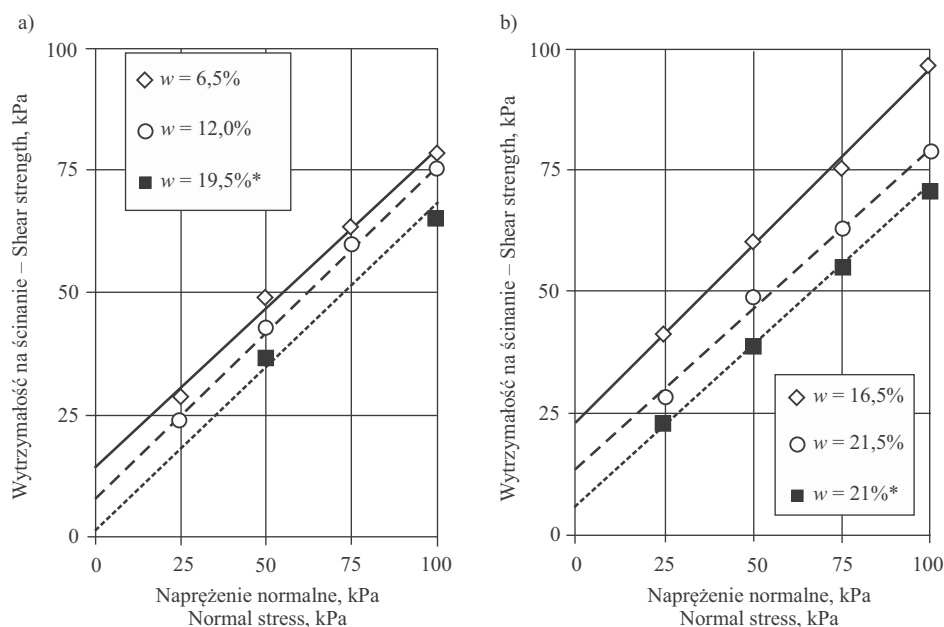 a)
Wytrzymałość na ścinanie – Shear strength, kPa
100
75
50
25
0
w = 6,5%
w = 12,0%
w = 19,5%*
0 25 50 75 100
Naprężenie normalne, kPa
Normal stress, kPa
b)
Wytrzymałość na ścinanie – Shear strength, kPa
100
75
50
25
0
w = 16,5%
w = 21,5%
w = 21%*
0 25 50 75 100
Naprężenie normalne, kPa
Normal stress, kPa